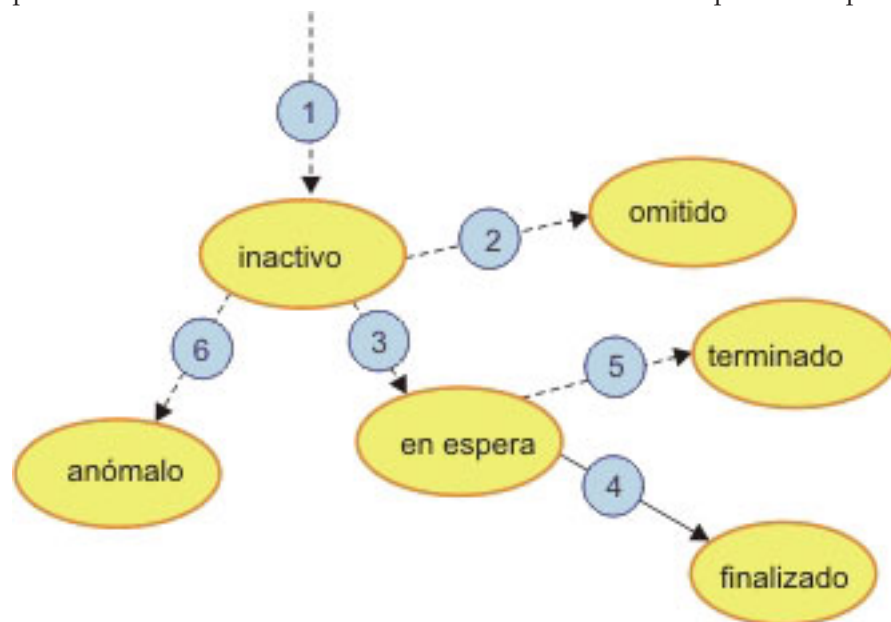 1
omitido
2
inactivo
3
6
5
terminado
en espera
anómalo
4
finalizado